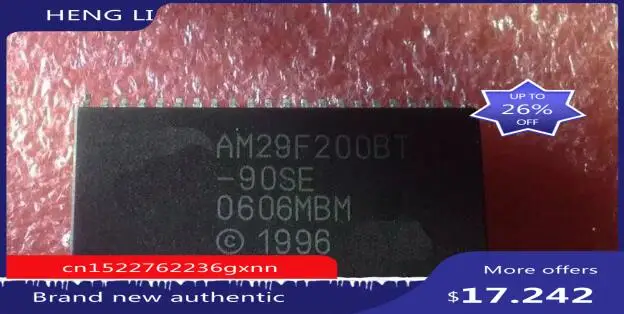 HENG LI
UP TO
26%
OFF
AM29F200BT
-90SE
0606MBM
© 1996
cn1522762236gxnn
More offers
Brand new authentic
$17.242